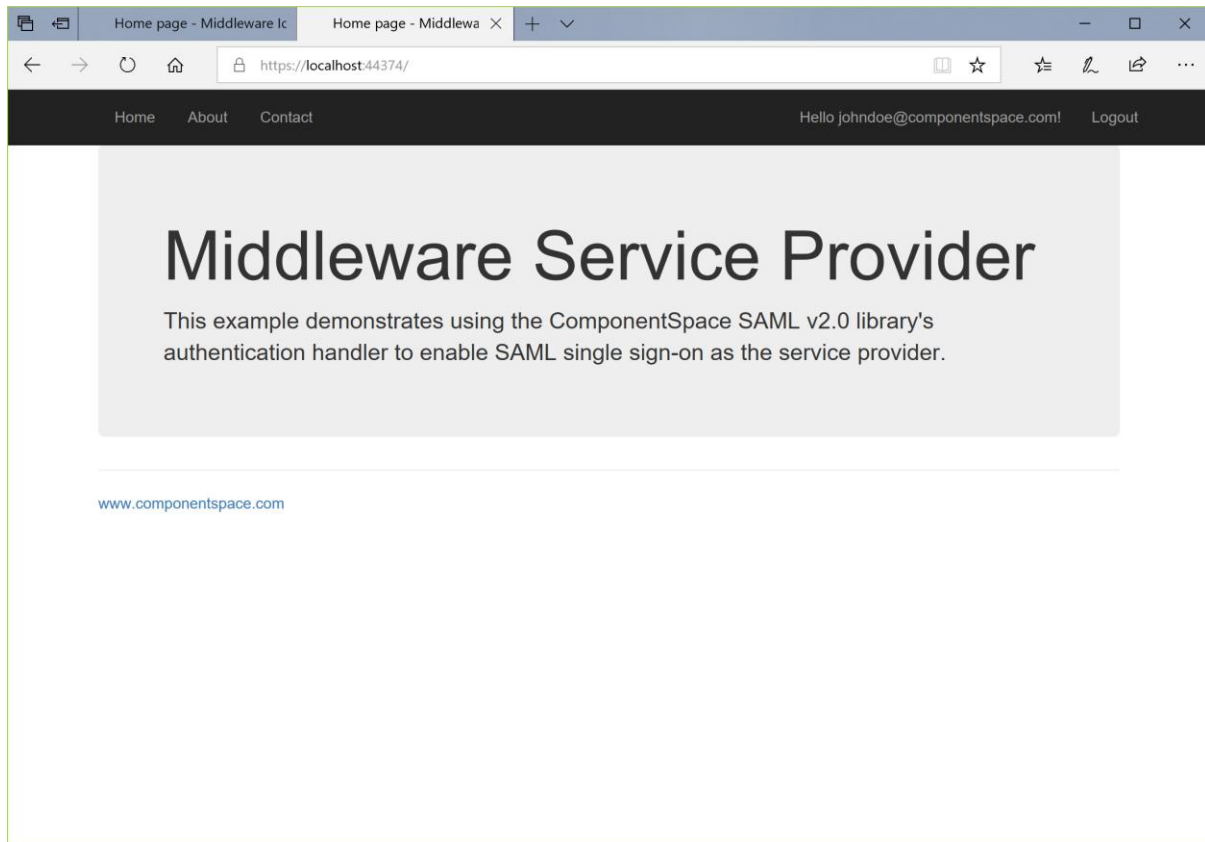 Home page - Middleware Ic
Home page - Middlewa
https://localhost:44374/
Home About Contact Hello johndoe@componentspace.com! Logout
Middleware Service Provider
This example demonstrates using the ComponentSpace SAML v2.0 library's
authentication handler to enable SAML single sign-on as the service provider.
www.componentspace.com